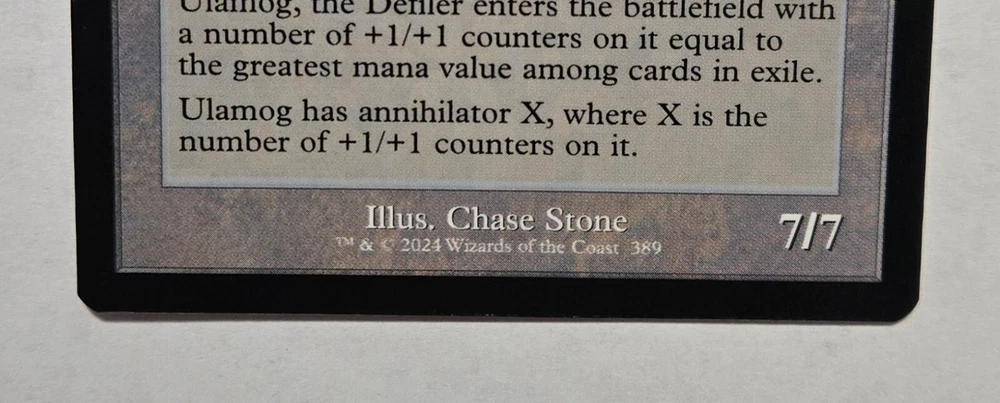 Ulamog, the Defiler enters the battlefield with
a number of +1/+1 counters on it equal to
the greatest mana value among cards in exile.
Ulamog has annihilator X, where X is the
number of +1/+1 counters on it.
Illus. Chase Stone
™ & © 2024 Wizards of the Coast 389
7/7